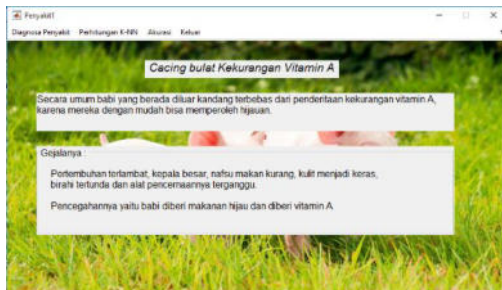 Penyakit1
Diagnosa Penyakit Perhitungan K-NN Akurasi Keluar
Cacing bulat Kekurangan Vitamin A
Secara umum babi yang berada diluar kandang terbebas dari penderitaan kekurangan vitamin A,
karena mereka dengan mudah bisa memperoleh hijauan.
Gejalanya :
Pertembuhan terlambat, kepala besar, nafsu makan kurang, kulit menjadi keras,
birahi tertunda dan alat pencernaannya terganggu.
Pencegahannya yaitu babi diberi makanan hijau dan diberi vitamin A